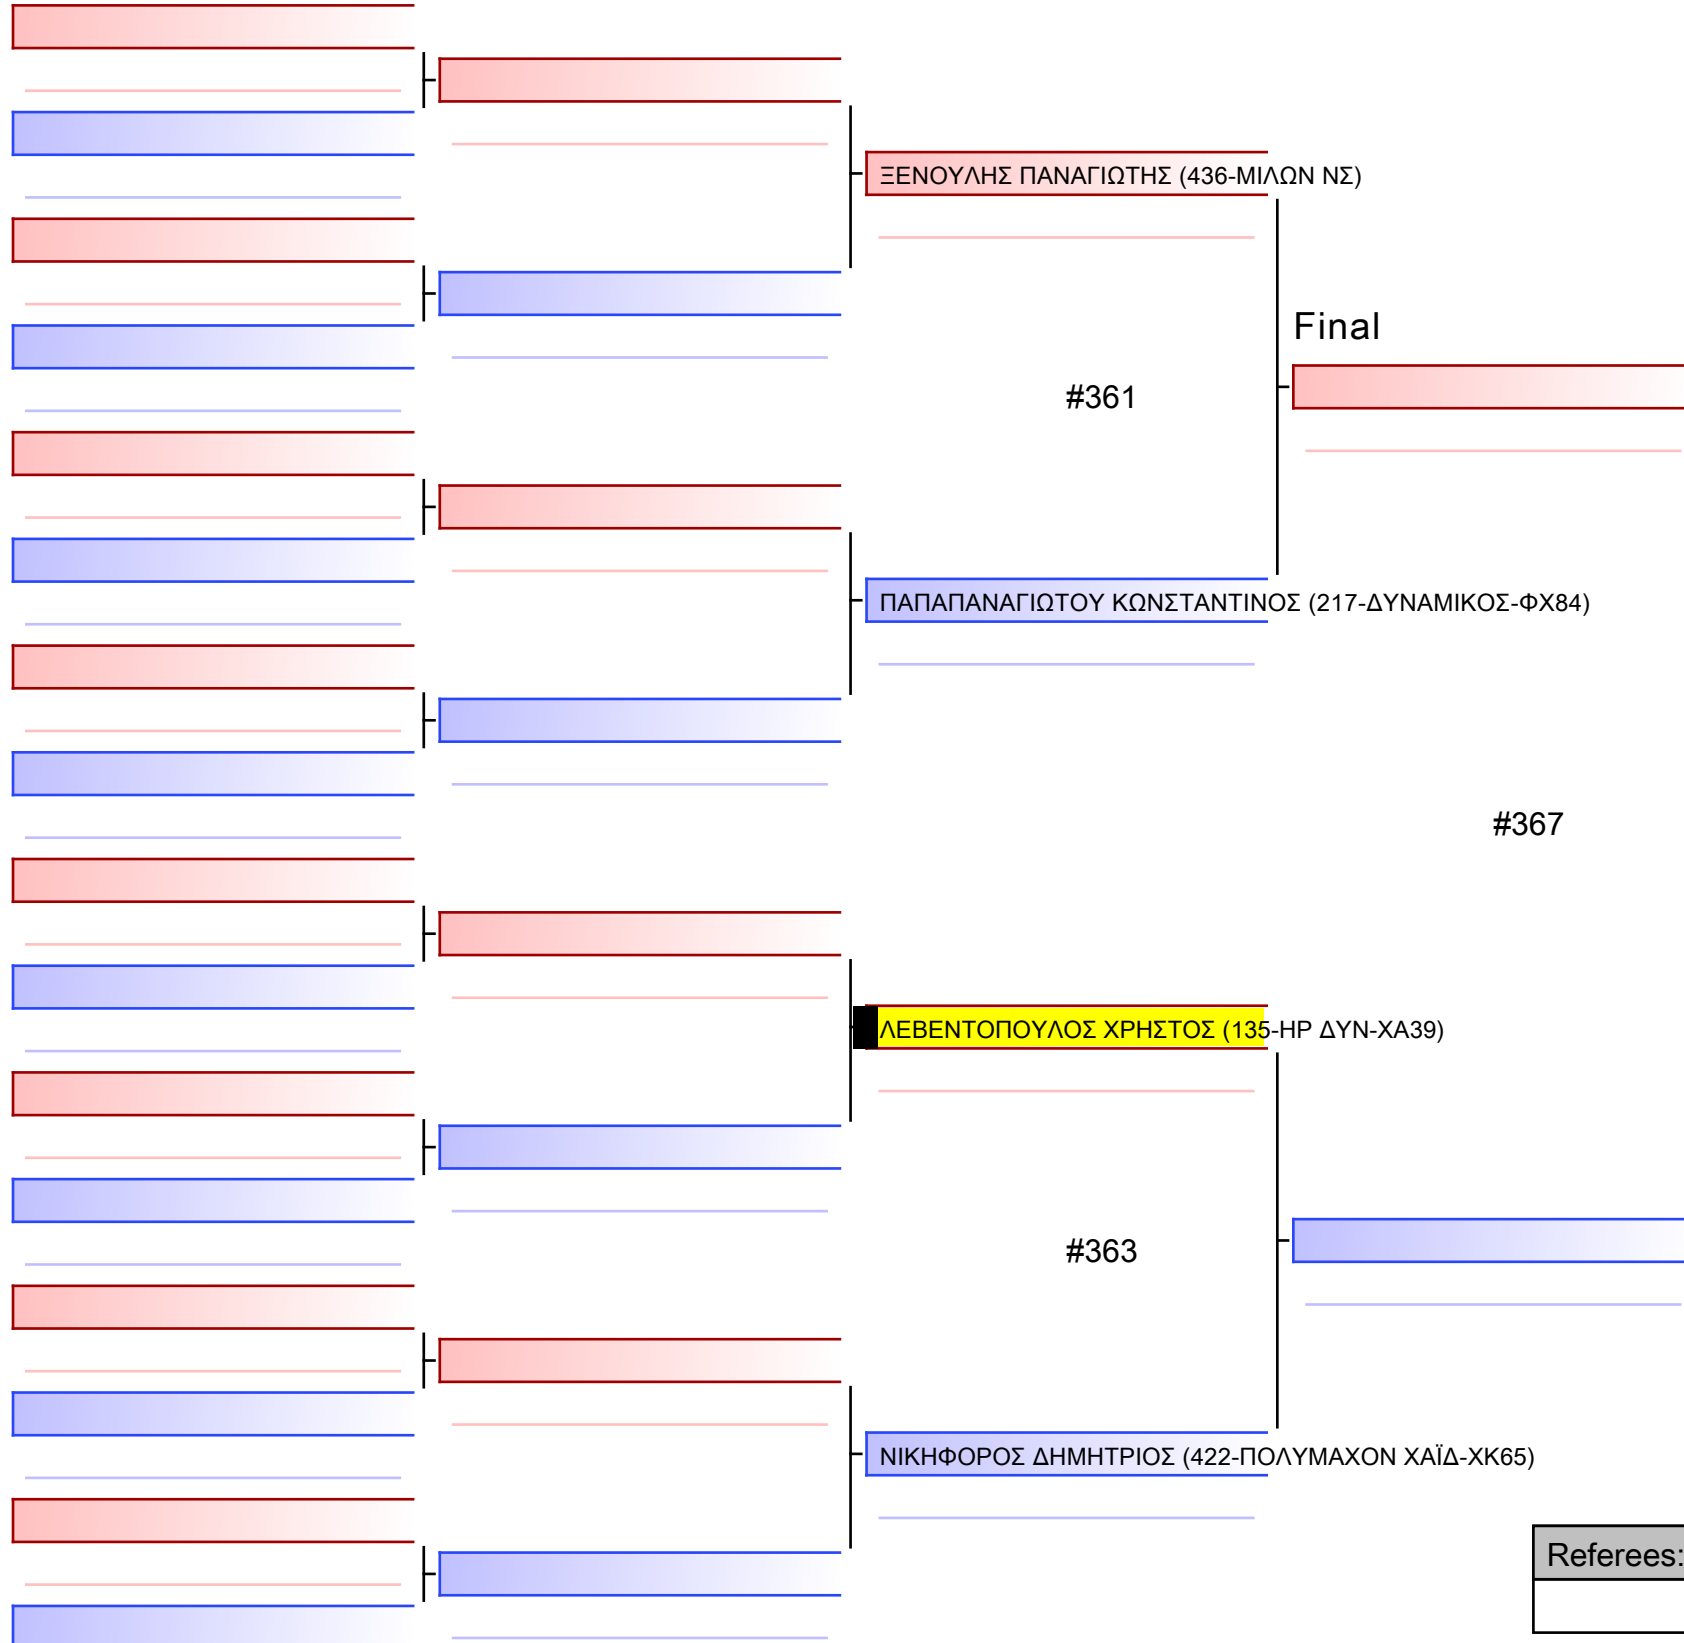 ΞΕΝΟΥΛΗΣ ΠΑΝΑΓΙΩΤΗΣ (436-ΜΙΛΩΝ ΝΣ)
Final
#361
ΠΑΠΑΠΑΝΑΓΙΩΤΟΥ ΚΩΝΣΤΑΝΤΙΝΟΣ (217-ΔΥΝΑΜΙΚΟΣ-ΦΧ84)
#367
ΛΕΒΕΝΤΟΠΟΥΛΟΣ ΧΡΗΣΤΟΣ (135-ΗΡ ΔΥΝ-ΧΑ39)
#363
ΝΙΚΗΦΟΡΟΣ ΔΗΜΗΤΡΙΟΣ (422-ΠΟΛΥΜΑΧΟΝ ΧΑΪΔ-ΧΚ65)
Referees: